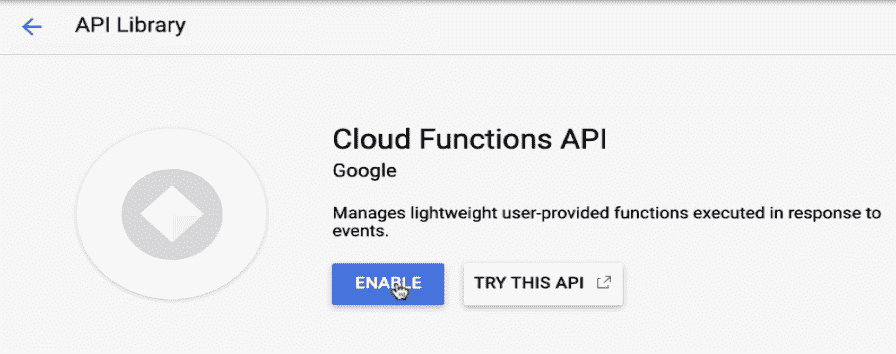 API Library
Cloud Functions API
Google
Manages lightweight user-provided functions executed in response to
events.
ENABLE
TRY THIS API